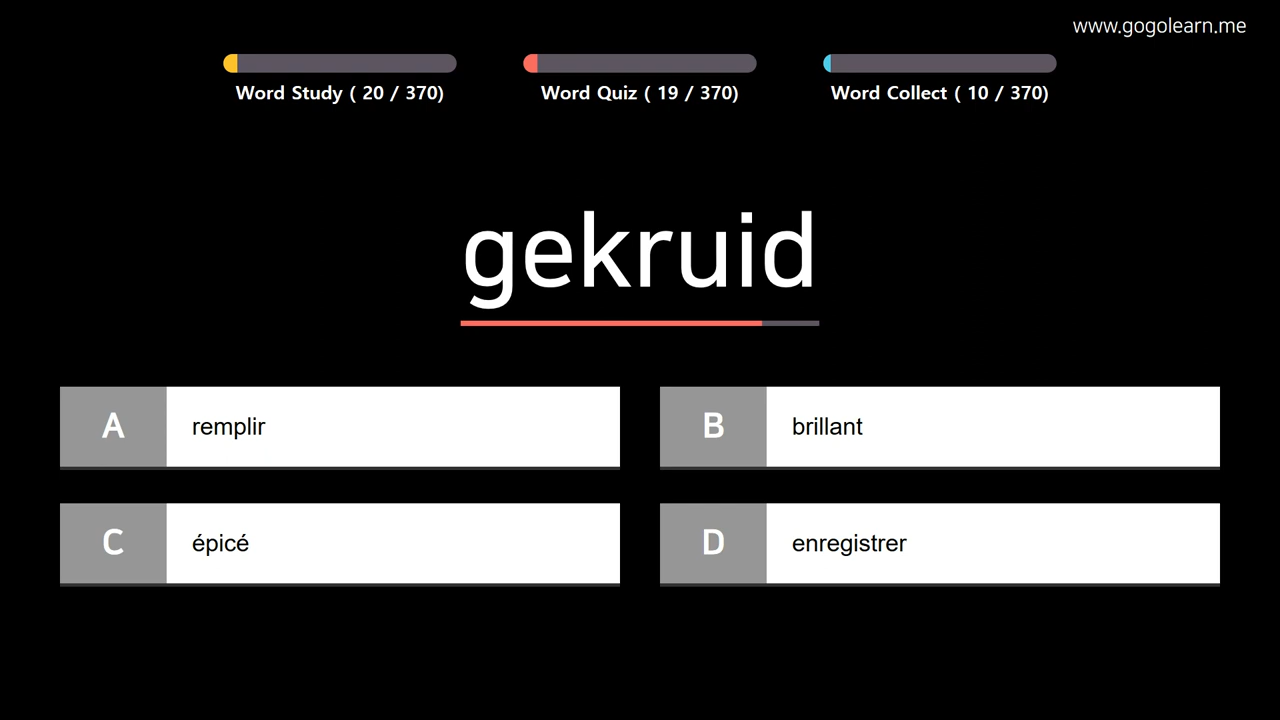 www.gogolearn.me
Word Study ( 20 / 370)
Word Quiz ( 19 / 370)
Word Collect ( 10 / 370)
gekruid
A remplir
B brillant
C épicé
D enregistrer